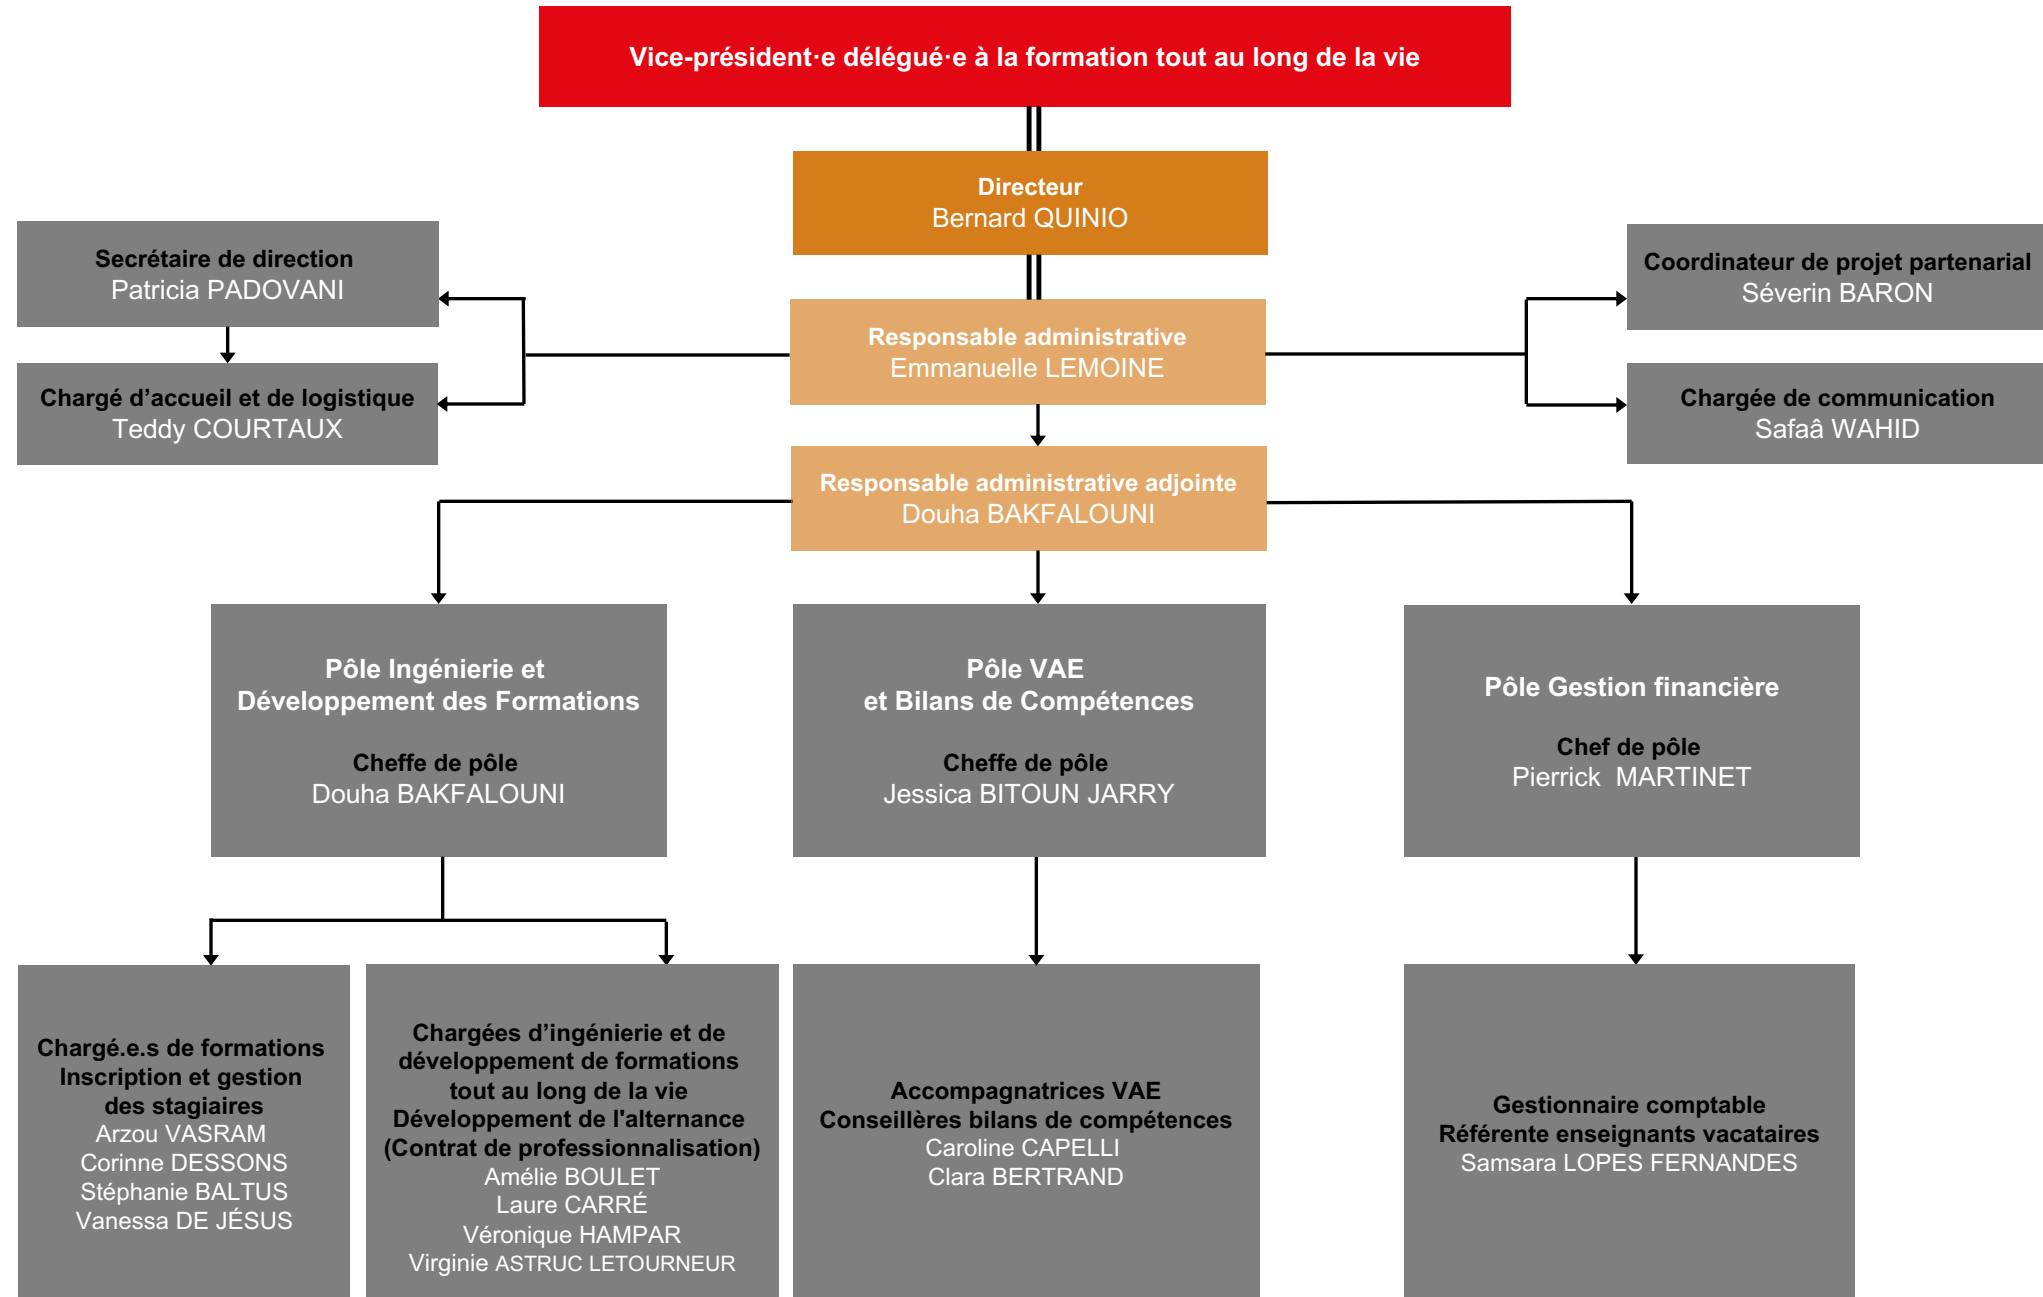 Vice-président·e délégué·e à la formation tout au long de la vie
Directeur
Bernard QUINIO
Secrétaire de direction
Patricia PADOVANI
Coordinateur de projet partenarial
Séverin BARON
Responsable administrative
Emmanuelle LEMOINE
Chargé d’accueil et de logistique
Teddy COURTAUX
Chargée de communication
Safaâ WAHID
Responsable administrative adjointe
Douha BAKFALOUNI
Pôle Ingénierie et
Développement des Formations
Cheffe de pôle
Douha BAKFALOUNI
Pôle VAE
et Bilans de Compétences
Cheffe de pôle
Jessica BITOUN JARRY
Pôle Gestion financière
Chef de pôle
Pierrick  MARTINET
Chargé.e.s de formations
Inscription et gestion
des stagiaires
Arzou VASRAM
Corinne DESSONS
Stéphanie BALTUS
Vanessa DE JÉSUS
Chargées d’ingénierie et de
développement de formations
tout au long de la vie
Développement de l'alternance
(Contrat de professionnalisation)
Amélie BOULET
Laure CARRÉ
Véronique HAMPAR
Virginie ASTRUC LETOURNEUR
Accompagnatrices VAE
Conseillères bilans de compétences
Caroline CAPELLI
Clara BERTRAND
Gestionnaire comptable
Référente enseignants vacataires
Samsara LOPES FERNANDES